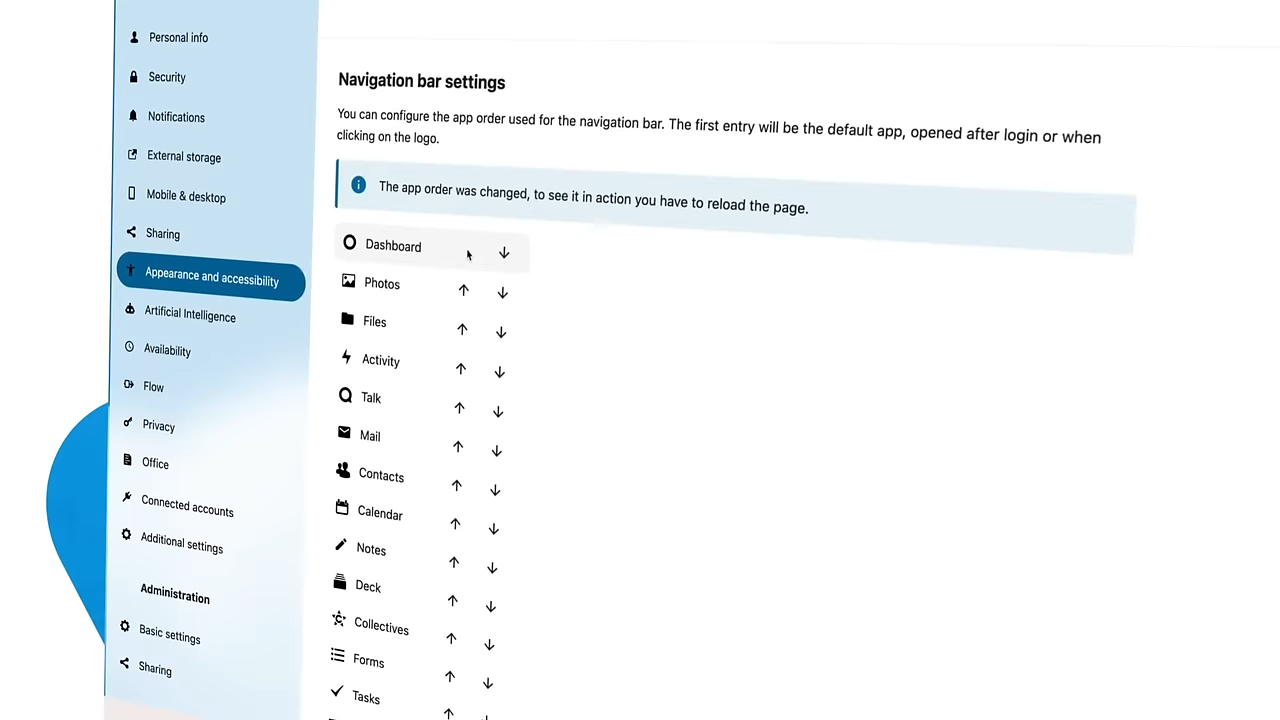 Personal info
Security
Notifications
External storage
Mobile & desktop
Sharing
Appearance and accessibility
Artificial Intelligence
Availability
Flow
Privacy
Office
Connected accounts
Additional settings
Administration
Basic settings
Sharing
Navigation bar settings
You can configure the app order used for the navigation bar. The first entry will be the default app, opened after login or when
clicking on the logo.
The app order was changed, to see it in action you have to reload the page.
Dashboard
Photos
Files
Activity
Talk
Mail
Contacts
Calendar
Notes
Deck
Collectives
Forms
Tasks